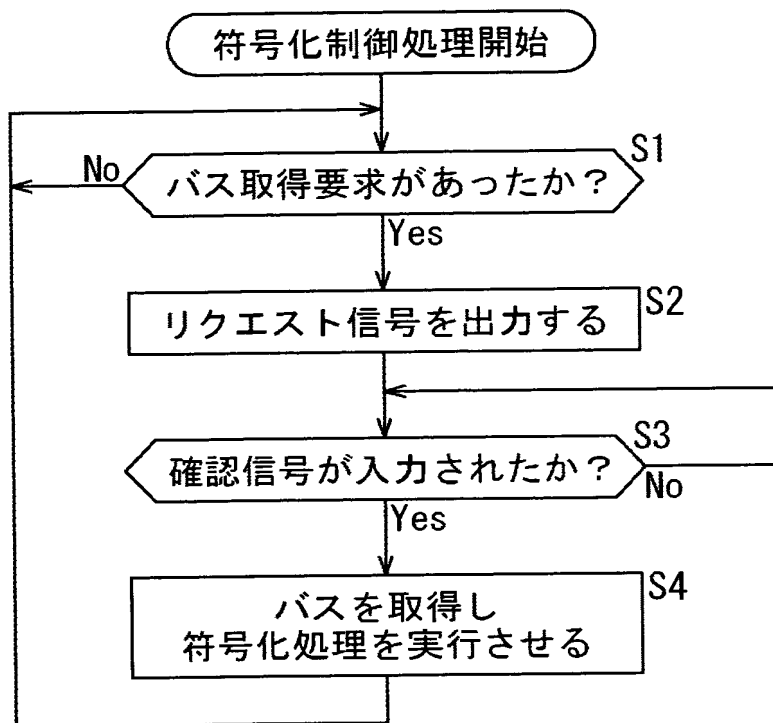 符号化制御処理開始
S1
No
バス取得要求があったか?
Yes
S2
リクエスト信号を出力する
S3
確認信号が入力されたか?
No
Yes
S4
バスを取得し
符号化処理を実行させる